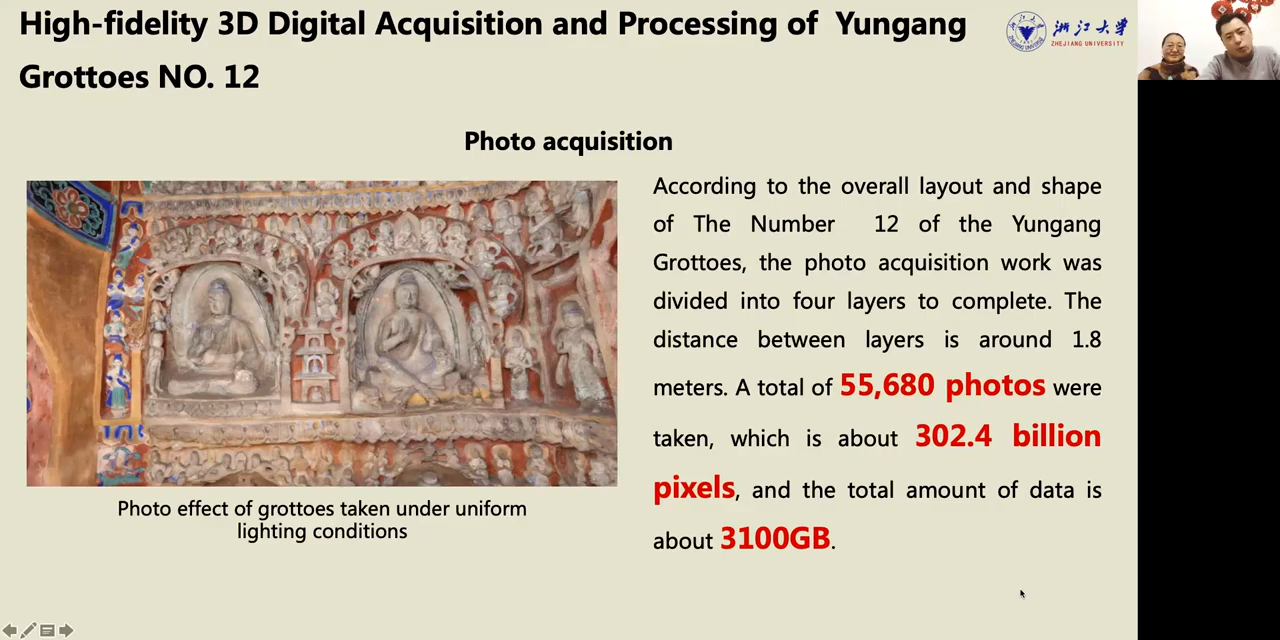 High-fidelity 3D Digital Acquisition and Processing of Yungang
Grottoes NO. 12
浙江大学
ZHEJIANG UNIVERSITY
Photo acquisition
According to the overall layout and shape
of The Number 12 of the Yungang
Grottoes, the photo acquisition work was
divided into four layers to complete. The
distance between layers is around 1.8
meters. A total of 55,680 photos were
taken, which is about 302.4 billion
pixels, and the total amount of data is
about 3100GB.
Photo effect of grottoes taken under uniform
lighting conditions